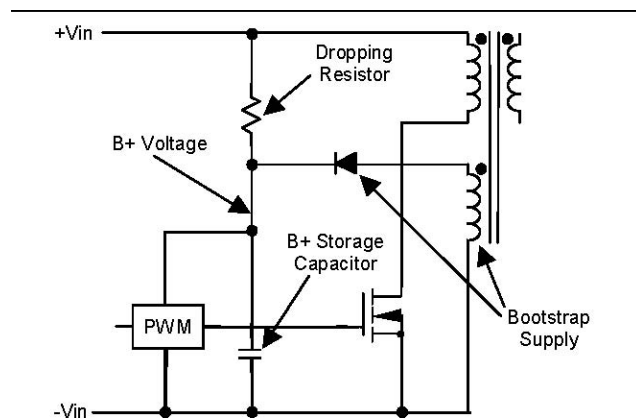 +Vin
Dropping
Resistor
B+ Voltage
B+ Storage
Capacitor
PWM
Bootstrap
Supply
-Vin